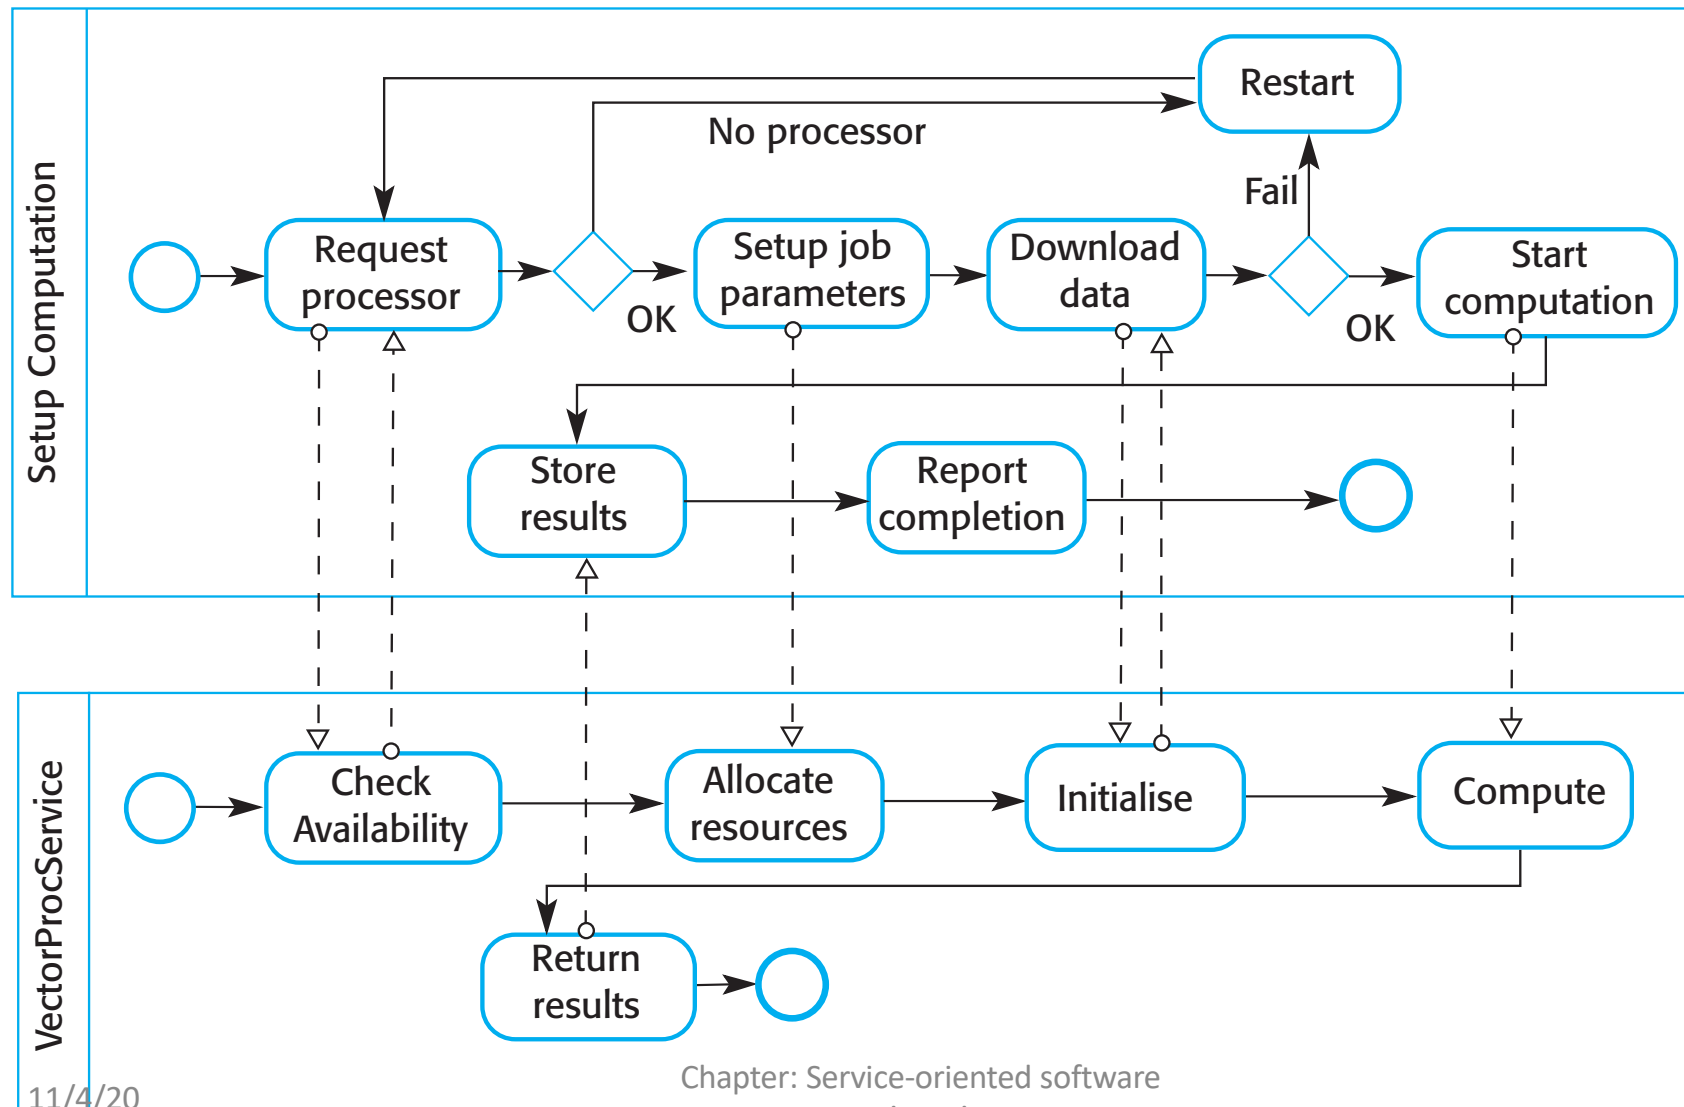 Setup Computation
Restart
No processor
Fail
Request
processor
OK
Setup job
parameters
Download
data
OK
Start
computation
Store
results
Report
completion
VectorProcService
Check
Availability
Allocate
resources
Initialise
Compute
Return
results
11/4/20
Chapter: Service-oriented software